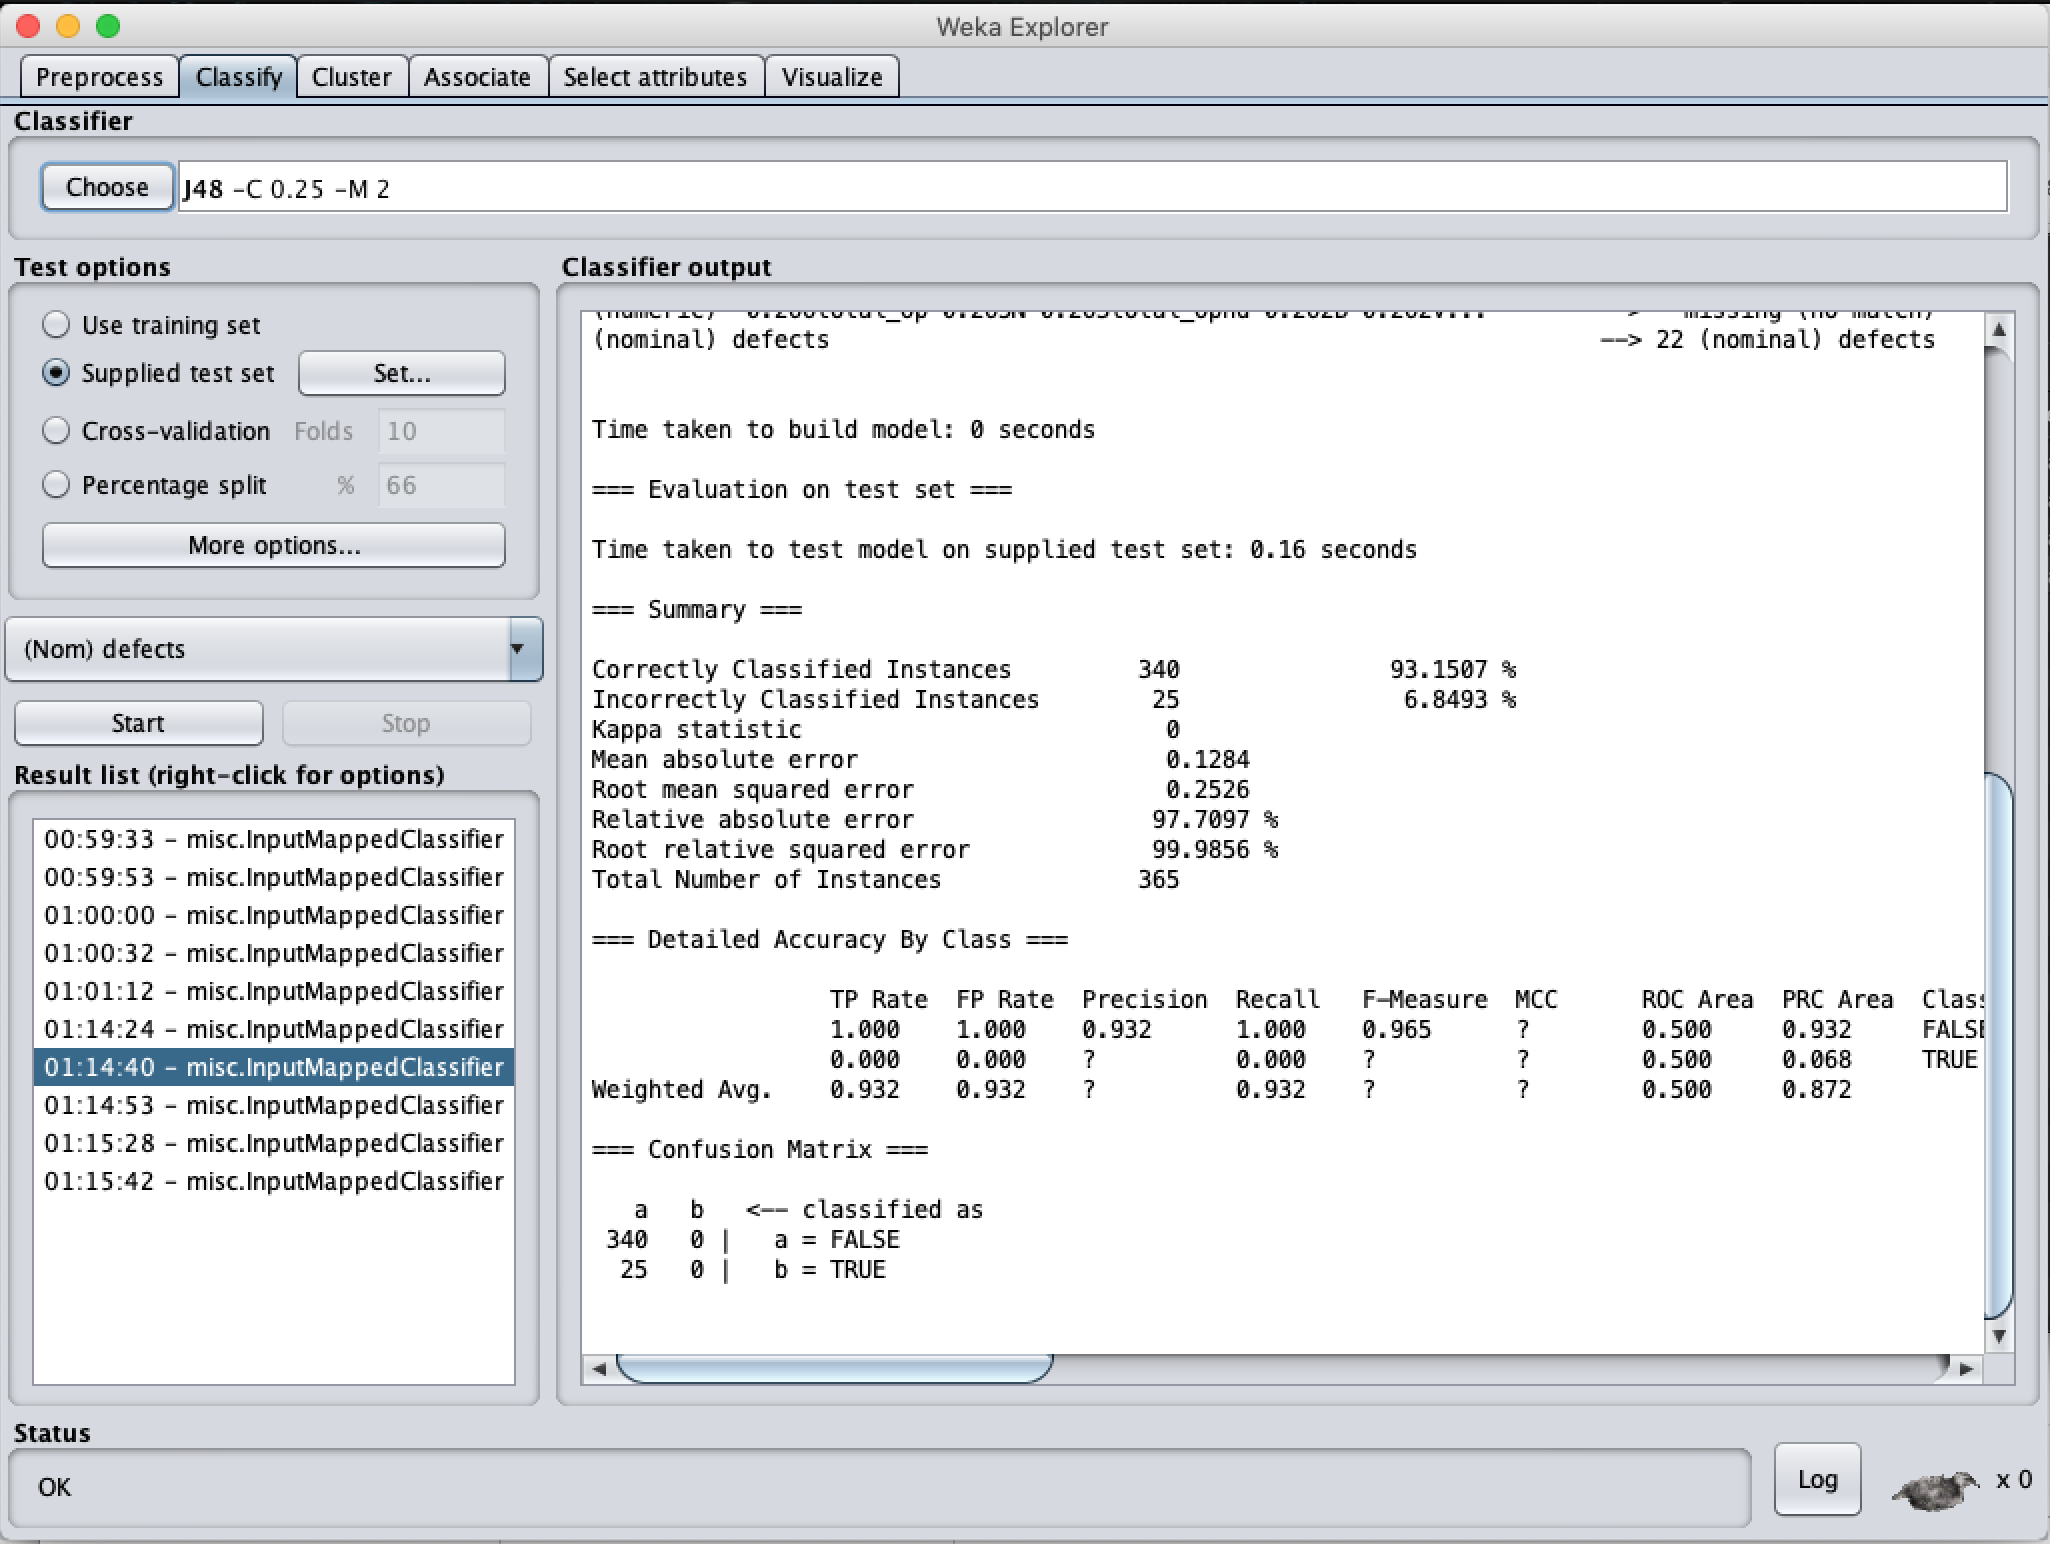 Weka Explorer
Preprocess Classify Cluster Associate Select attributes Visualize
Classifier
Choose J48 -C 0.25 -M 2
Test options
Use training set
Supplied test set Set...
Cross-validation Folds 10
Percentage split % 66
More options...
(Nom) defects
Start Stop
Result list (right-click for options)
00:59:33 - misc.InputMappedClassifier
00:59:53 - misc.InputMappedClassifier
01:00:00 - misc.InputMappedClassifier
01:00:32 - misc.InputMappedClassifier
01:01:12 - misc.InputMappedClassifier
01:14:24 - misc.InputMappedClassifier
01:14:40 - misc.InputMappedClassifier
01:14:53 - misc.InputMappedClassifier
01:15:28 - misc.InputMappedClassifier
01:15:42 - misc.InputMappedClassifier
Classifier output
(nominal) defects --> 22 (nominal) defects
Time taken to build model: 0 seconds
=== Evaluation on test set ===
Time taken to test model on supplied test set: 0.16 seconds
=== Summary ===
Correctly Classified Instances 340 93.1507 %
Incorrectly Classified Instances 25 6.8493 %
Kappa statistic 0
Mean absolute error 0.1284
Root mean squared error 0.2526
Relative absolute error 97.7097 %
Root relative squared error 99.9856 %
Total Number of Instances 365
=== Detailed Accuracy By Class ===
TP Rate FP Rate Precision Recall F-Measure MCC ROC Area PRC Area Clas
1.000 1.000 0.932 1.000 0.965 ? 0.500 0.932 FALSE
0.000 0.000 ? 0.000 ? ? 0.500 0.068 TRUE
Weighted Avg. 0.932 0.932 ? 0.932 ? ? 0.500 0.872
=== Confusion Matrix ===
a b <-- classified as
340 0 | a = FALSE
25 0 | b = TRUE
Status
OK
Log x 0